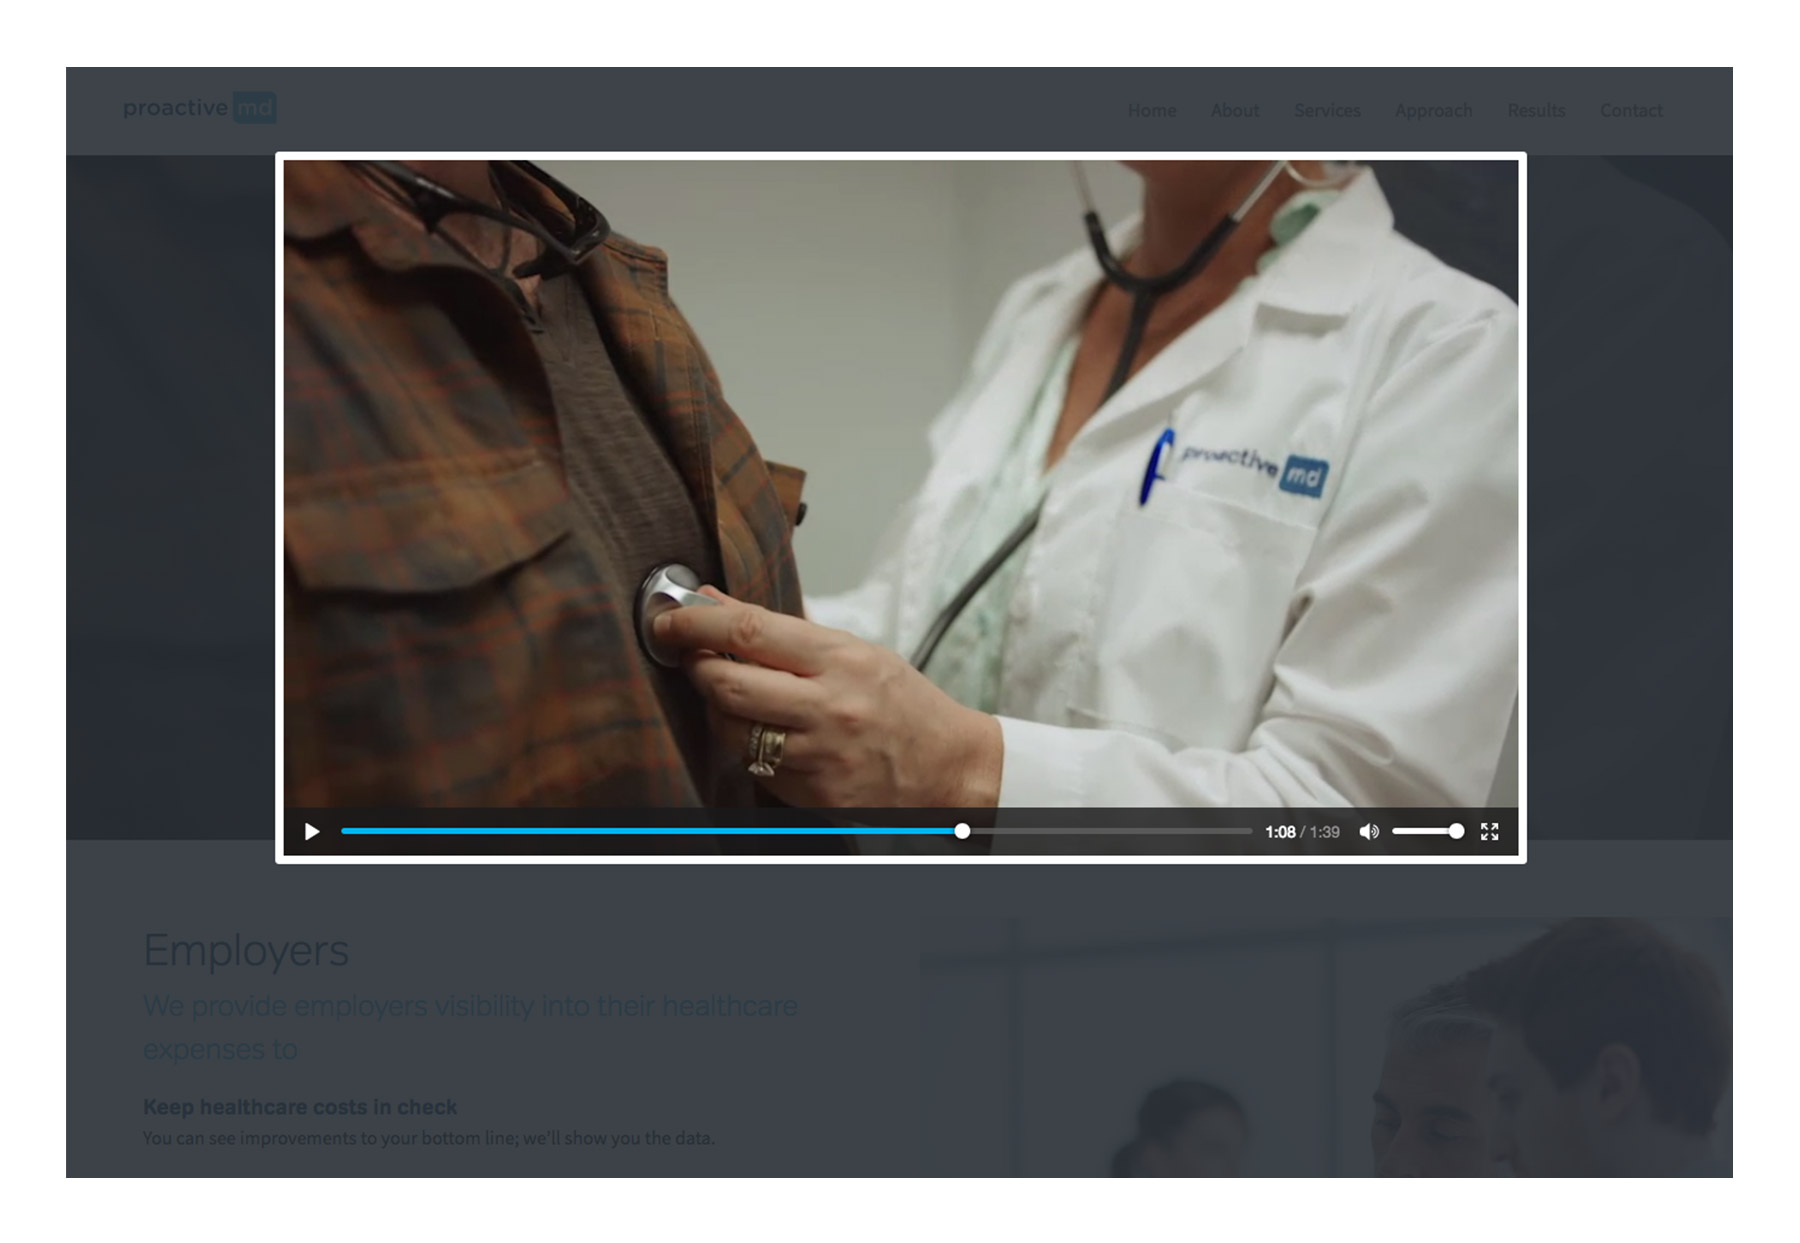 proactive md
Home About Services Approach Results Contact
proactive md
1:08 / 1:39
Employers
We provide employers visibility into their healthcare
expenses to
Keep healthcare costs in check
You can see improvements to your bottom line; we'll show you the data.